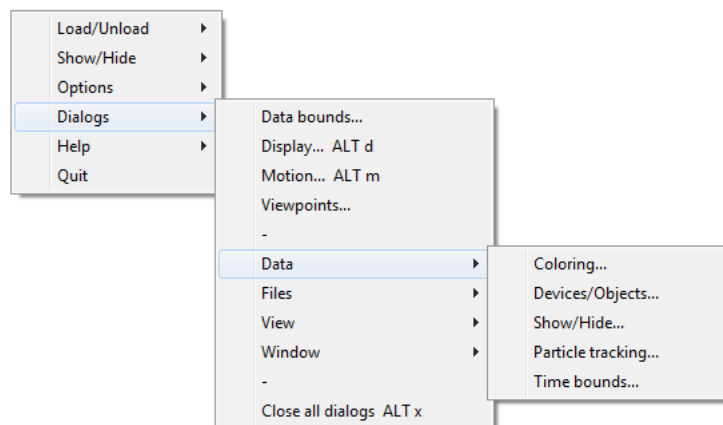 Load/Unload
Show/Hide
Options
Dialogs
Help
Quit
Data bounds...
Display... ALT d
Motion... ALT m
Viewpoints...
-
Data
Files
View
Window
-
Close all dialogs ALT x
Coloring...
Devices/Objects...
Show/Hide...
Particle tracking...
Time bounds...